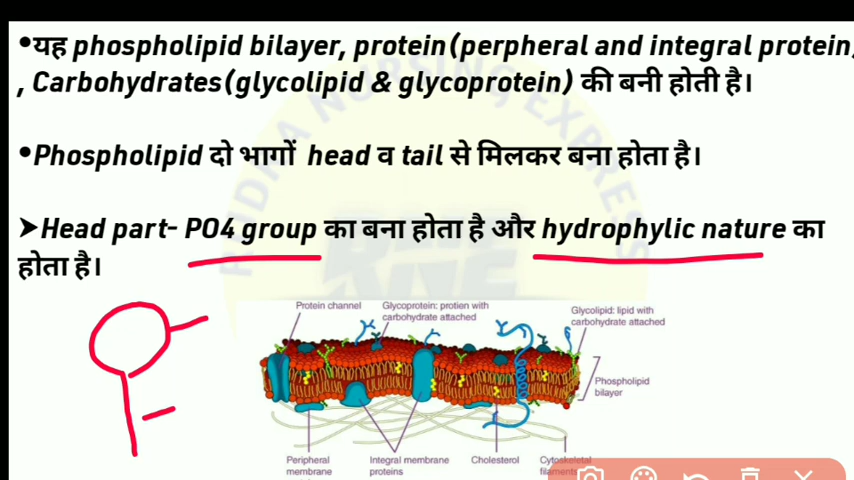 •यह phospholipid bilayer, protein(perpheral and integral protein,
, Carbohydrates(glycolipid & glycoprotein) की बनी होती है।
•Phospholipid दो भागों head व tail से मिलकर बना होता है।
➤Head part- PO4 group का बना होता है और hydrophylic nature का
होता है।
Protein channel
Glycoprotein: protien with
carbohydrate attached
Glycolipid: lipid with
carbohydrate attached
Phospholipid
bilayer
Peripheral
membrane
Integral membrane
proteins
Cholesterol
Cytoskeletal
filaments